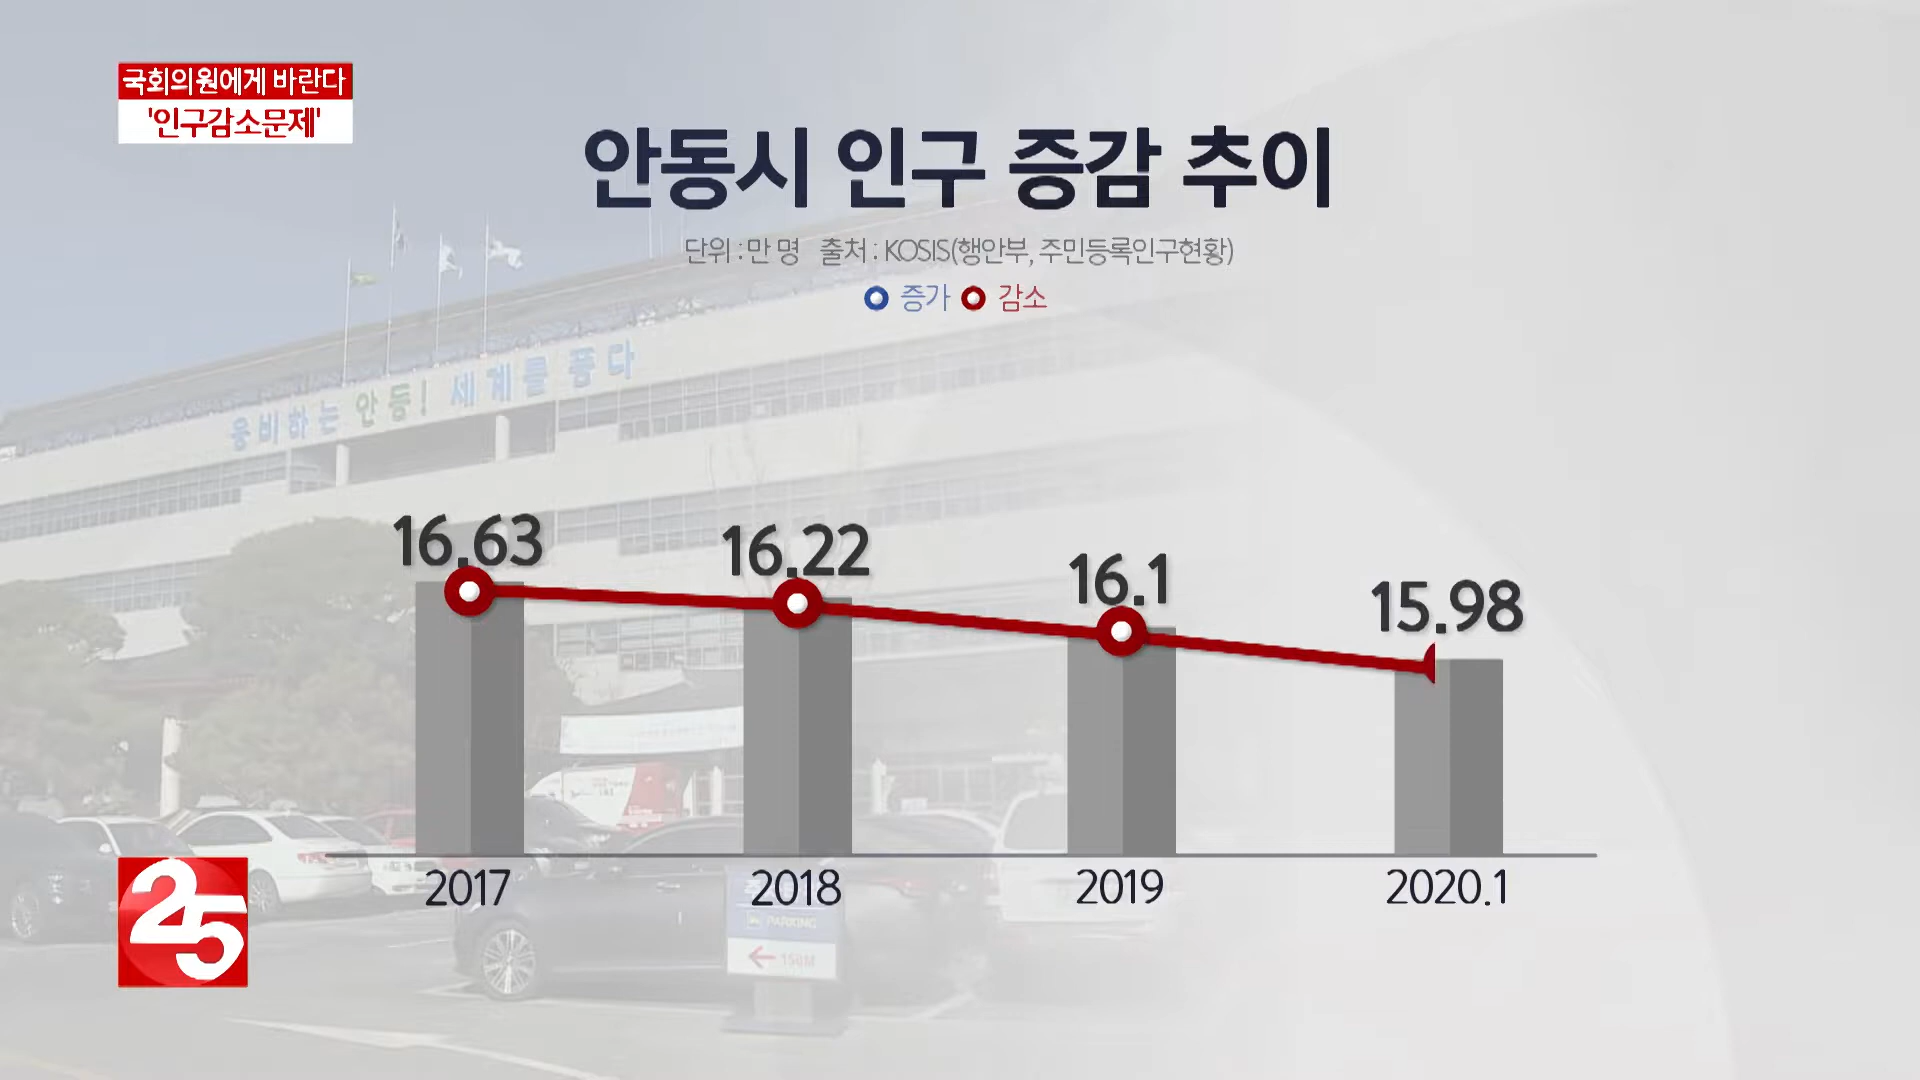 국회의원에게 바란다
'인구감소문제'
안동시 인구 증감 추이
단위 : 만 명 출처 : KOSIS(행안부, 주민등록인구현황)
증가 감소
웅비하는 안동! 세계를 품다
16.63
16.22
16.1
15.98
2017
2018
2019
2020.1
PARKING
158M
25